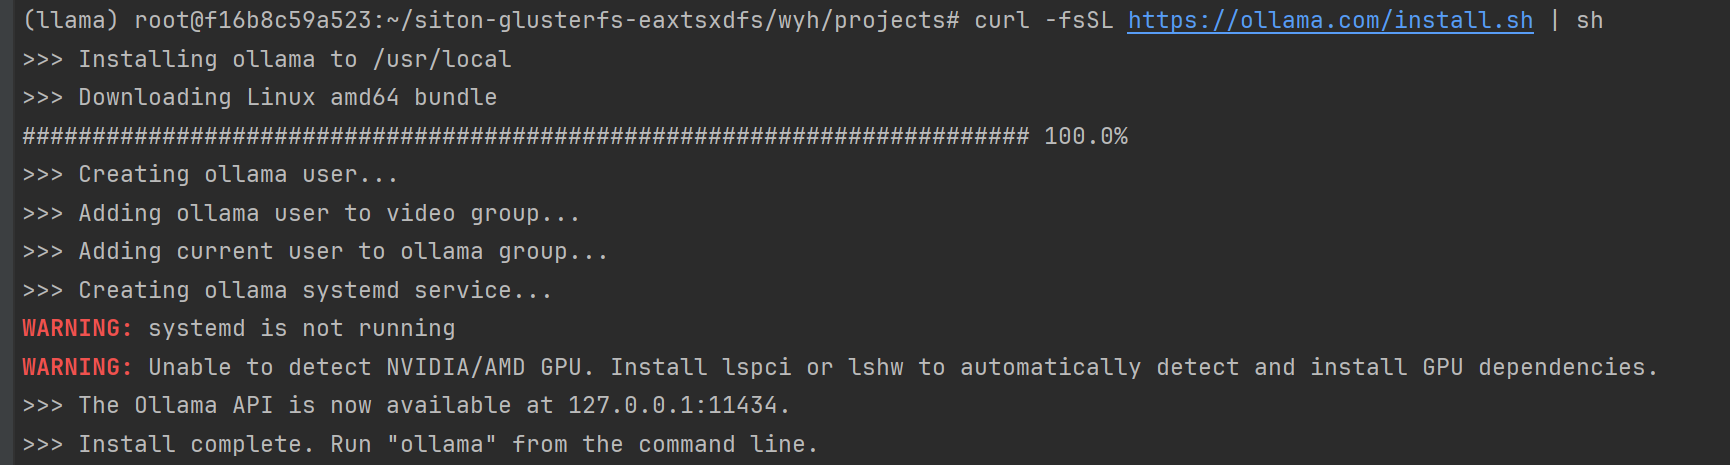 (llama) root@f16b8c59a523:~/siton-glusterfs-eaxtsxdfs/wyh/projects# curl -fsSL https://ollama.com/install.sh | sh
>>> Installing ollama to /usr/local
>>> Downloading Linux amd64 bundle
######################################################################## 100.0%
>>> Creating ollama user...
>>> Adding ollama user to video group...
>>> Adding current user to ollama group...
>>> Creating ollama systemd service...
WARNING: systemd is not running
WARNING: Unable to detect NVIDIA/AMD GPU. Install lspci or lshw to automatically detect and install GPU dependencies.
>>> The Ollama API is now available at 127.0.0.1:11434.
>>> Install complete. Run "ollama" from the command line.